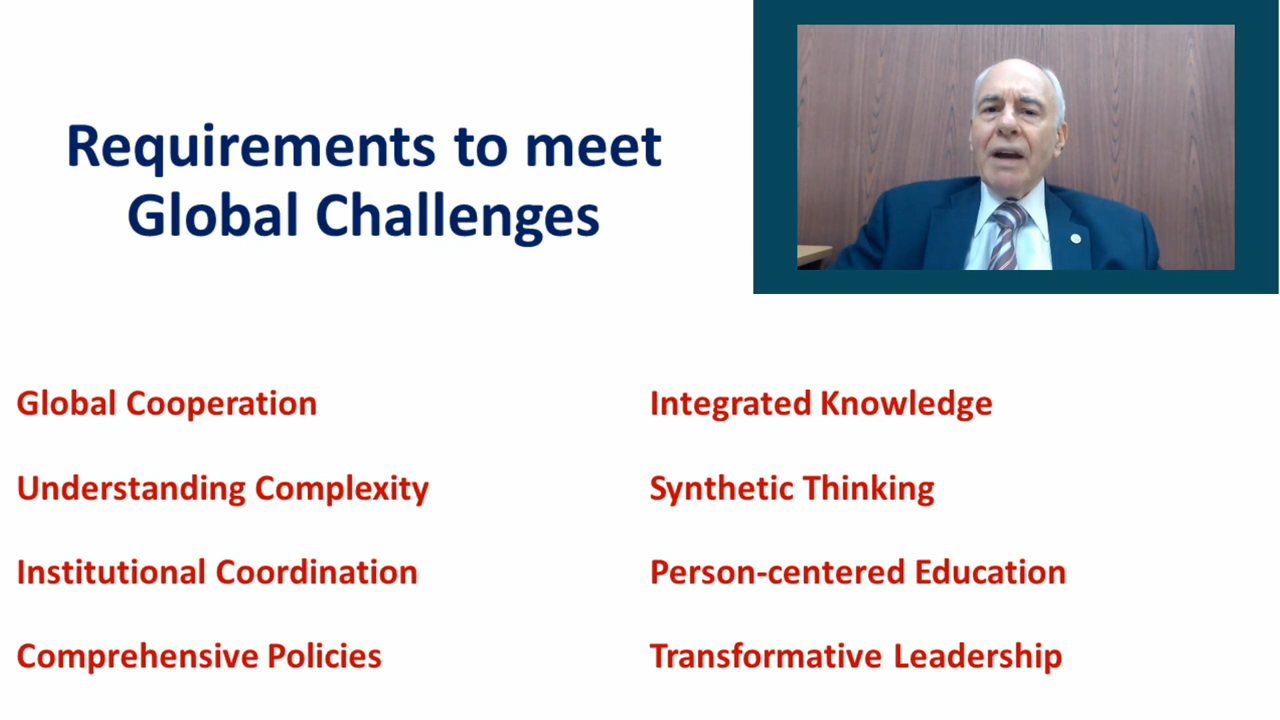 Requirements to meet
Global Challenges
Global Cooperation
Understanding Complexity
Institutional Coordination
Comprehensive Policies
Integrated Knowledge
Synthetic Thinking
Person-centered Education
Transformative Leadership